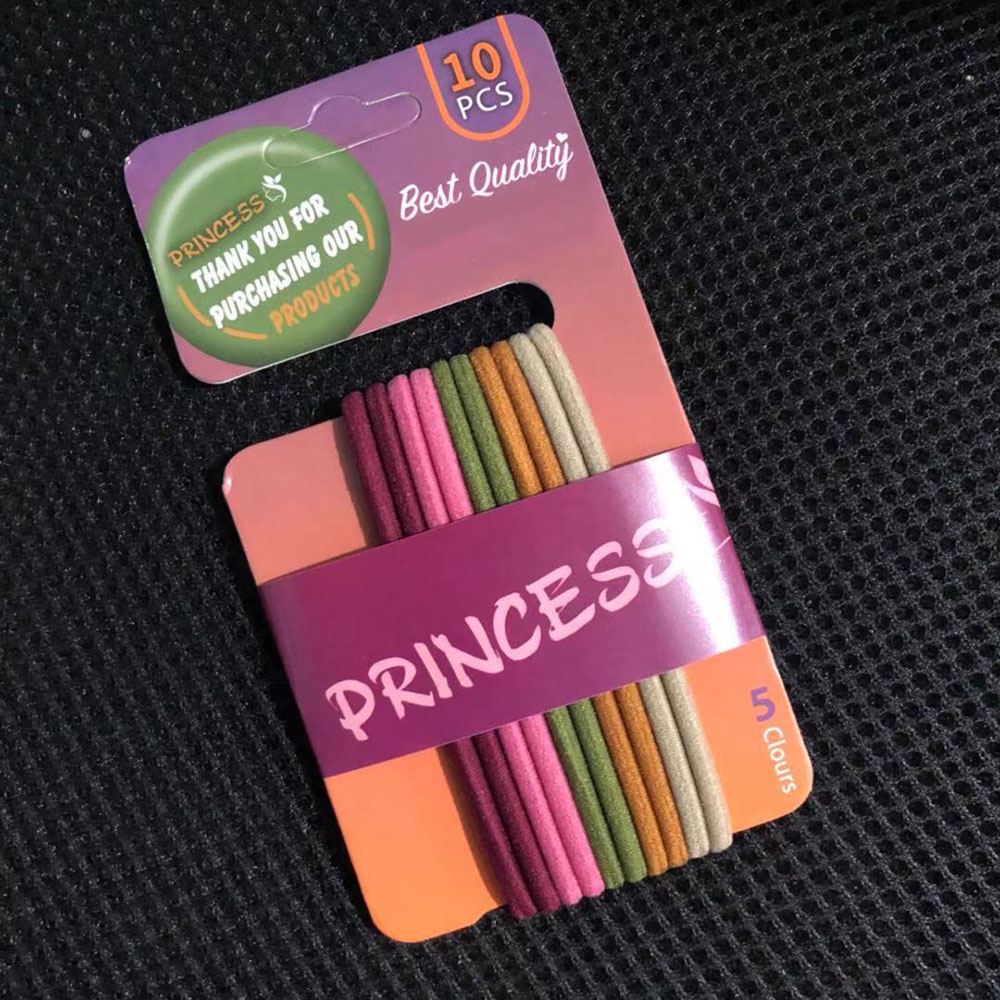 10
PCS
Best Quality
PRINCESS
THANK YOU FOR
PURCHASING OUR
PRODUCTS
PRINCESS
5 Clours